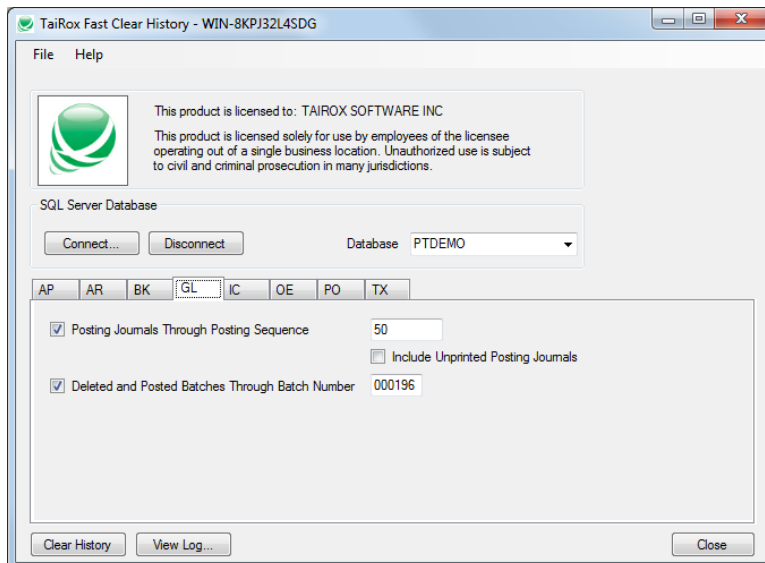 TaiRox Fast Clear History - WIN-8KPJ32L4SDG
File Help
This product is licensed to: TAIROX SOFTWARE INC
This product is licensed solely for use by employees of the licensee
operating out of a single business location. Unauthorized use is subject
to civil and criminal prosecution in many jurisdictions.
SQL Server Database
Connect... Disconnect Database PTDEMO
AP AR BK GL IC OE PO TX
Posting Journals Through Posting Sequence 50
Include Unprinted Posting Journals
Deleted and Posted Batches Through Batch Number 000196
Clear History View Log... Close